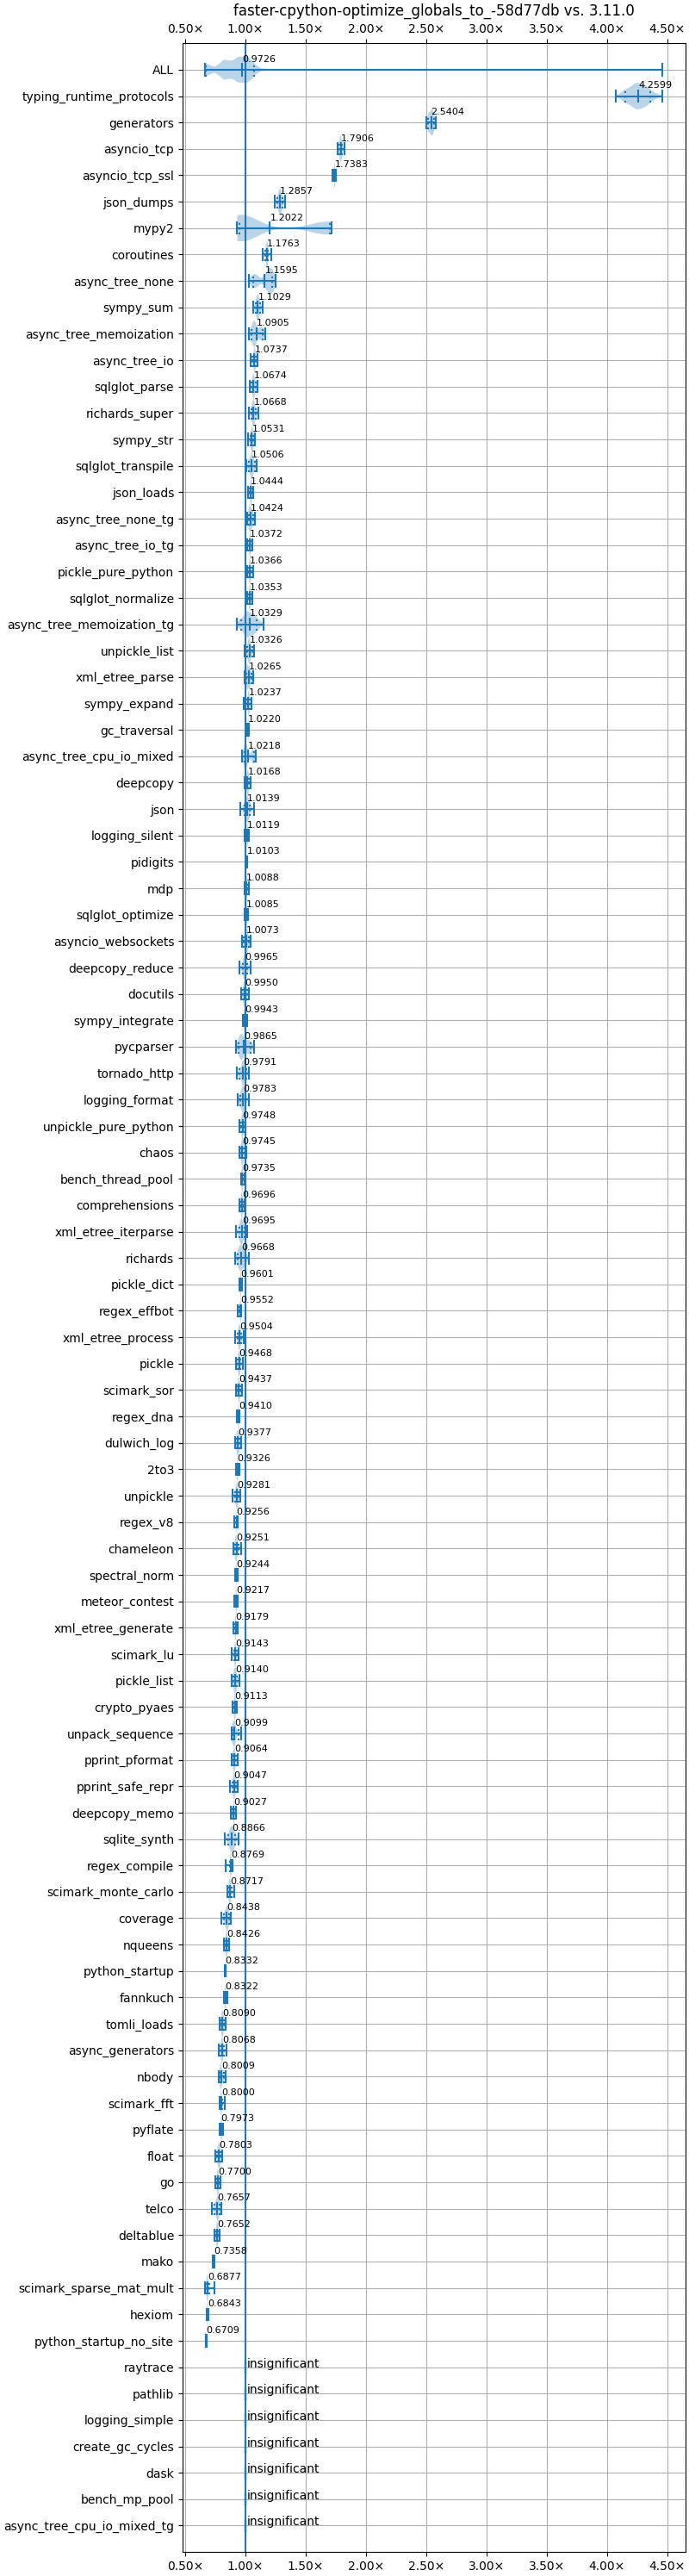 faster-cpython-optimize_globals_to_-58d77db vs. 3.11.0
0.50× 1.00× 1.50× 2.00× 2.50× 3.00× 3.50× 4.00× 4.50×
ALL 0.9726
typing_runtime_protocols 4.2599
generators 2.5404
asyncio_tcp 1.7906
asyncio_tcp_ssl 1.7383
json_dumps 1.2857
mypy2 1.2022
coroutines 1.1763
async_tree_none 1.1595
sympy_sum 1.1029
async_tree_memoization 1.0905
async_tree_io 1.0737
sqlglot_parse 1.0674
richards_super 1.0668
sympy_str 1.0531
sqlglot_transpile 1.0506
json_loads 1.0444
async_tree_none_tg 1.0424
async_tree_io_tg 1.0372
pickle_pure_python 1.0366
sqlglot_normalize 1.0353
async_tree_memoization_tg 1.0329
unpickle_list 1.0326
xml_etree_parse 1.0265
sympy_expand 1.0237
gc_traversal 1.0220
async_tree_cpu_io_mixed 1.0218
deepcopy 1.0168
json 1.0139
logging_silent 1.0119
pidigits 1.0103
mdp 1.0088
sqlglot_optimize 1.0085
asyncio_websockets 1.0073
deepcopy_reduce 0.9965
docutils 0.9950
sympy_integrate 0.9943
pycparser 0.9865
tornado_http 0.9791
logging_format 0.9783
unpickle_pure_python 0.9748
chaos 0.9745
bench_thread_pool 0.9735
comprehensions 0.9696
xml_etree_iterparse 0.9695
richards 0.9668
pickle_dict 0.9601
regex_effbot 0.9552
xml_etree_process 0.9504
pickle 0.9468
scimark_sor 0.9437
regex_dna 0.9410
dulwich_log 0.9377
2to3 0.9326
unpickle 0.9281
regex_v8 0.9256
chameleon 0.9251
spectral_norm 0.9244
meteor_contest 0.9217
xml_etree_generate 0.9179
scimark_lu 0.9143
pickle_list 0.9140
crypto_pyaes 0.9113
unpack_sequence 0.9099
pprint_pformat 0.9064
pprint_safe_repr 0.9047
deepcopy_memo 0.9027
sqlite_synth 0.8866
regex_compile 0.8769
scimark_monte_carlo 0.8717
coverage 0.8438
nqueens 0.8426
python_startup 0.8332
fannkuch 0.8322
tomli_loads 0.8090
async_generators 0.8068
nbody 0.8009
scimark_fft 0.8000
pyflate 0.7973
float 0.7803
go 0.7700
telco 0.7657
deltablue 0.7652
mako 0.7358
scimark_sparse_mat_mult 0.6877
hexiom 0.6843
python_startup_no_site 0.6709
raytrace insignificant
pathlib insignificant
logging_simple insignificant
create_gc_cycles insignificant
dask insignificant
bench_mp_pool insignificant
async_tree_cpu_io_mixed_tg insignificant
0.50× 1.00× 1.50× 2.00× 2.50× 3.00× 3.50× 4.00× 4.50×